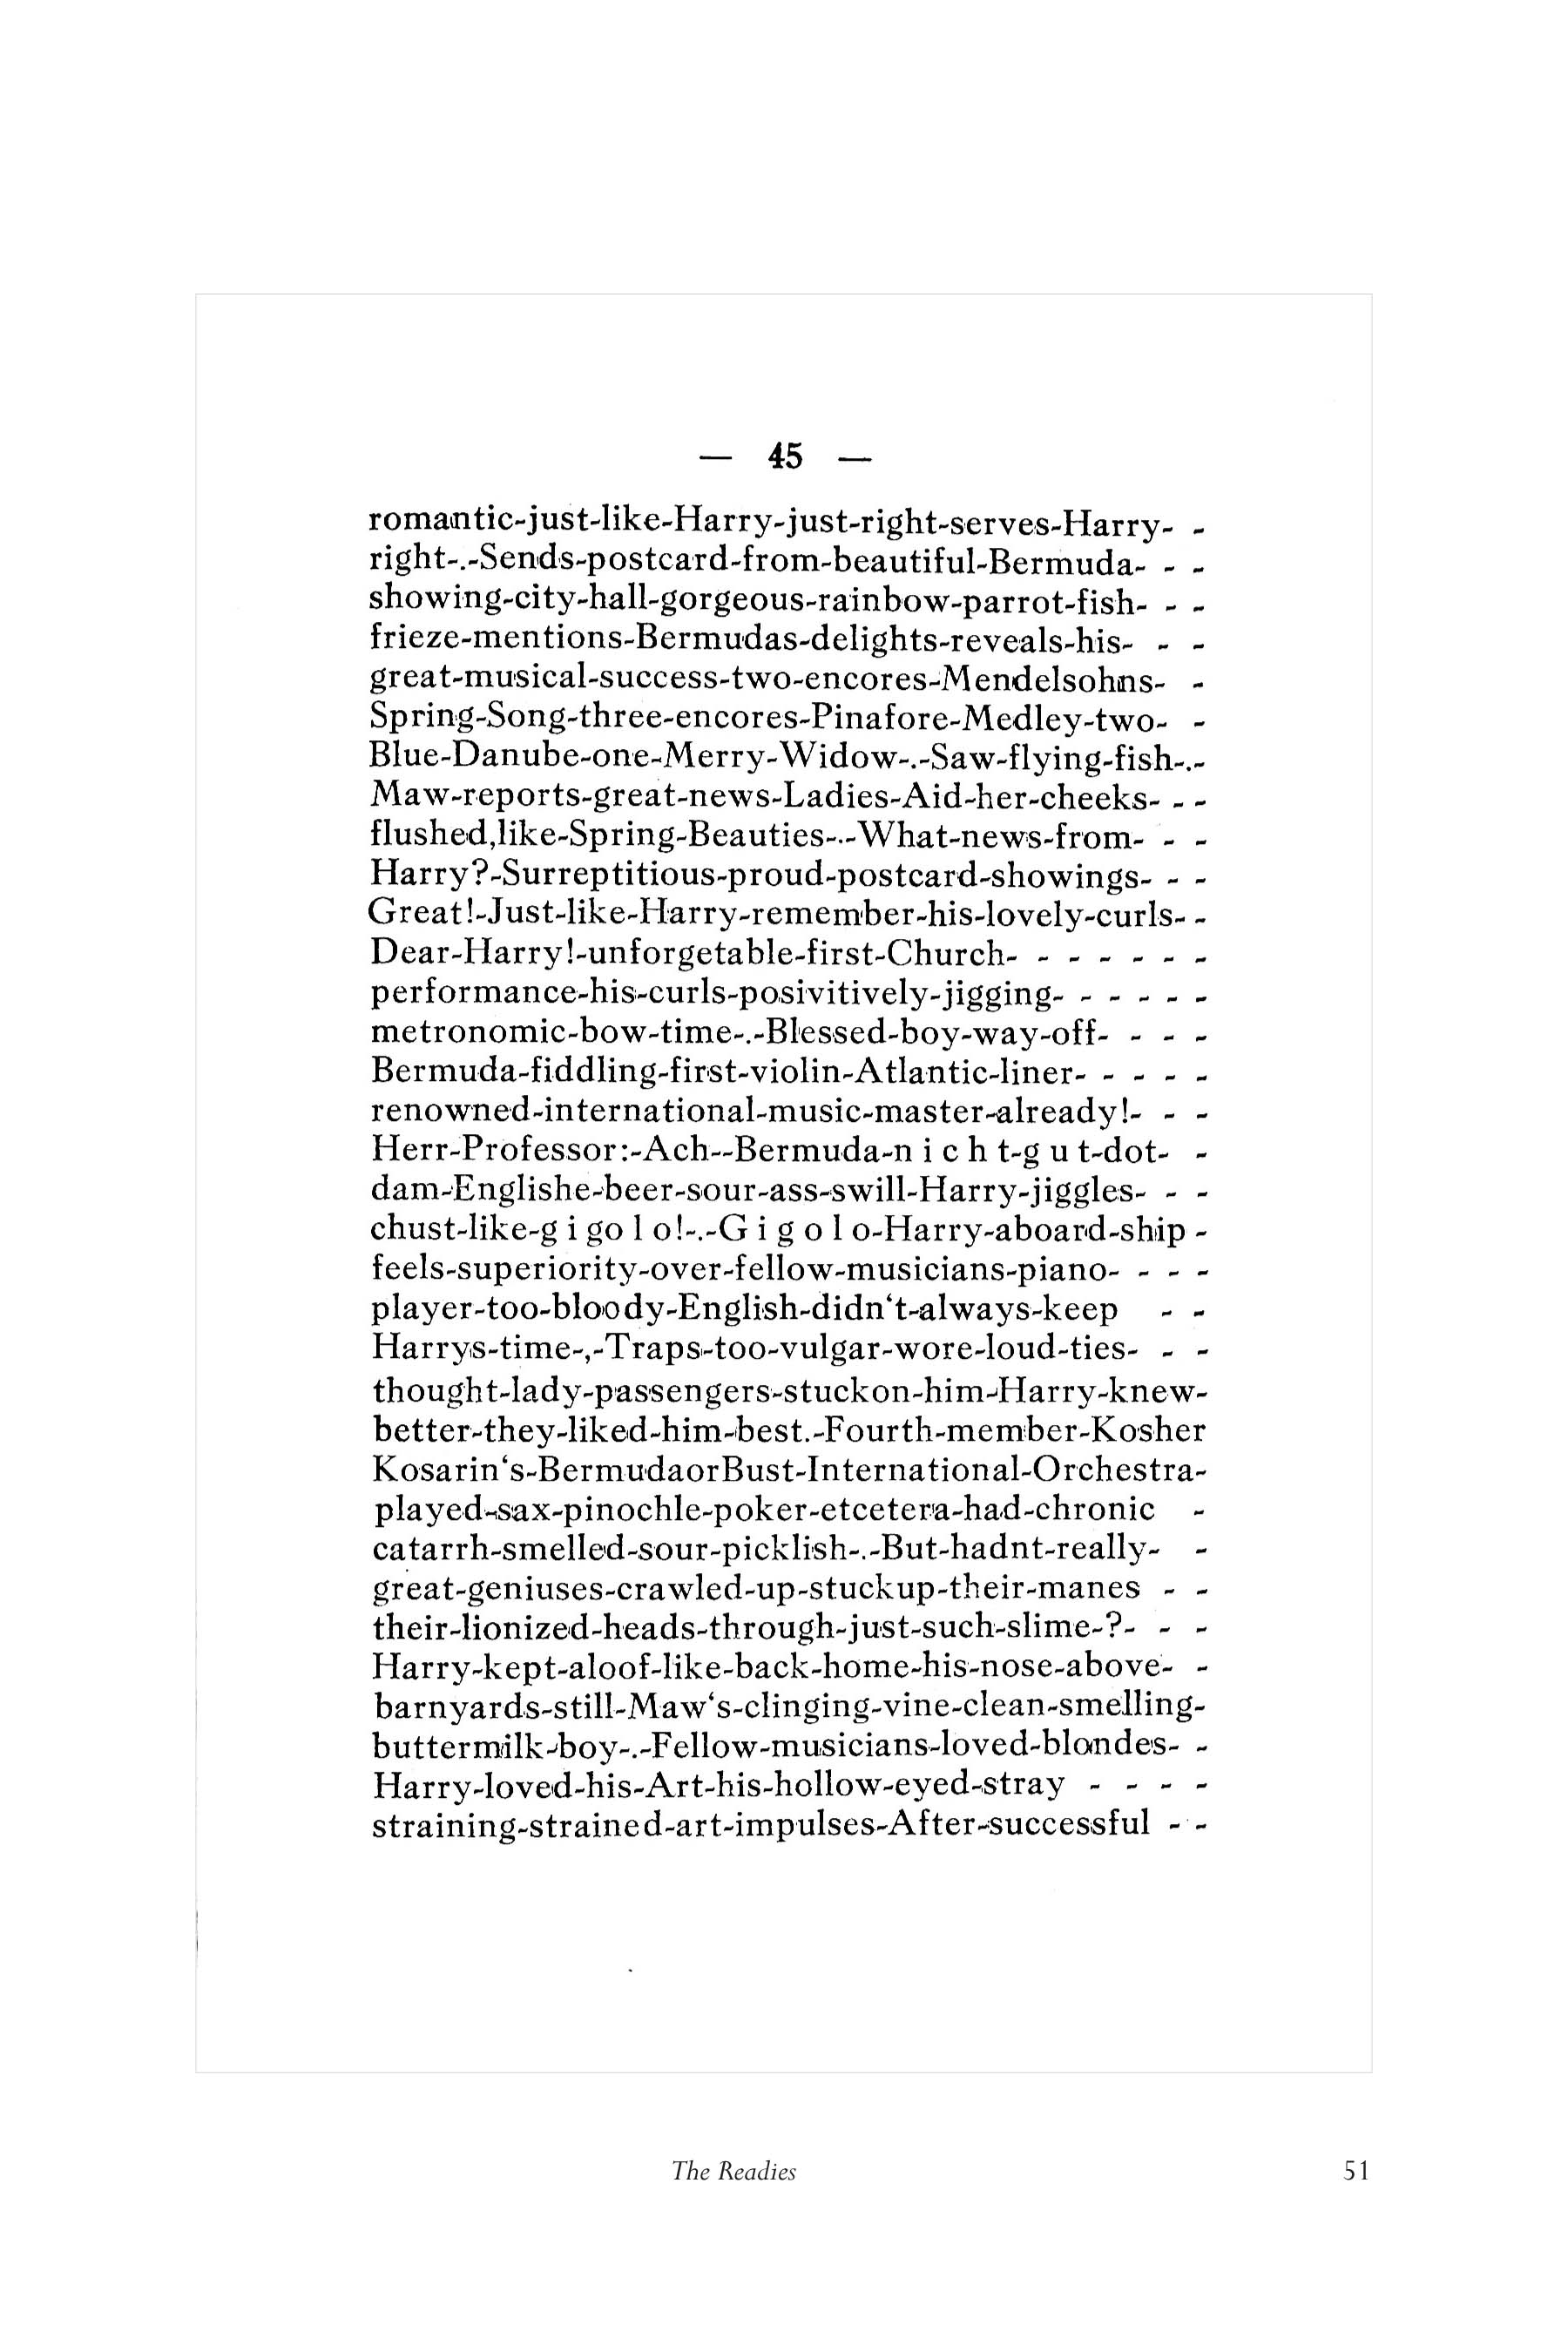 — 45 —
romantic-just-like-Harry-just-right-serves-Harry- -
right-.-Sends-postcard-from-beautiful-Bermuda- - -
showing-city-hall-gorgeous-rainbow-parrot-fish- - -
frieze-mentions-Bermudas-delights-reveals-his- - -
great-musical-success-two-encores-Mendelsohns- -
Spring-Song-three-encores-Pinafore-Medley-two- -
Blue-Danube-one-Merry-Widow-.-Saw-flying-fish-.-
Maw-reports-great-news-Ladies-Aid-her-cheeks- - -
flushed,like-Spring-Beauties-.-What-news-from- - -
Harry?-Surreptitious-proud-postcard-showings- - -
Great!-Just-like-Harry-remember-his-lovely-curls- -
Dear-Harry!-unforgetable-first-Church- - - - - - -
performance-his-curls-posivitively-jigging- - - - - -
metronomic-bow-time-.-Blessed-boy-way-off- - - -
Bermuda-fiddling-first-violin-Atlantic-liner- - - - -
renowned-international-music-master-already!- - -
Herr-Professor:-Ach--Bermuda-n i c h t-g u t-dot- -
dam-Englishe-beer-sour-ass-swill-Harry-jiggles- - -
chust-like-g i go l o!-.-G i g o l o-Harry-aboard-ship -
feels-superiority-over-fellow-musicians-piano- - - -
player-too-bloody-English-didn‘t-always-keep - -
Harrys-time-,-Traps-too-vulgar-wore-loud-ties- - -
thought-lady-passengers-stuckon-him-Harry-knew-
better-they-liked-him-best.-Fourth-member-Kosher
Kosarin‘s-BermudaorBust-International-Orchestra-
played-sax-pinochle-poker-etcetera-had-chronic -
catarrh-smelled-sour-picklish-.-But-hadnt-really- -
great-geniuses-crawled-up-stuckup-their-manes - -
their-lionized-heads-through-just-such-slime-?- - -
Harry-kept-aloof-like-back-home-his-nose-above- -
barnyards-still-Maw‘s-clinging-vine-clean-smelling-
buttermilk-boy-.-Fellow-musicians-loved-blondes- -
Harry-loved-his-Art-his-hollow-eyed-stray - - - -
straining-strained-art-impulses-After-successful - -
The Readies 51